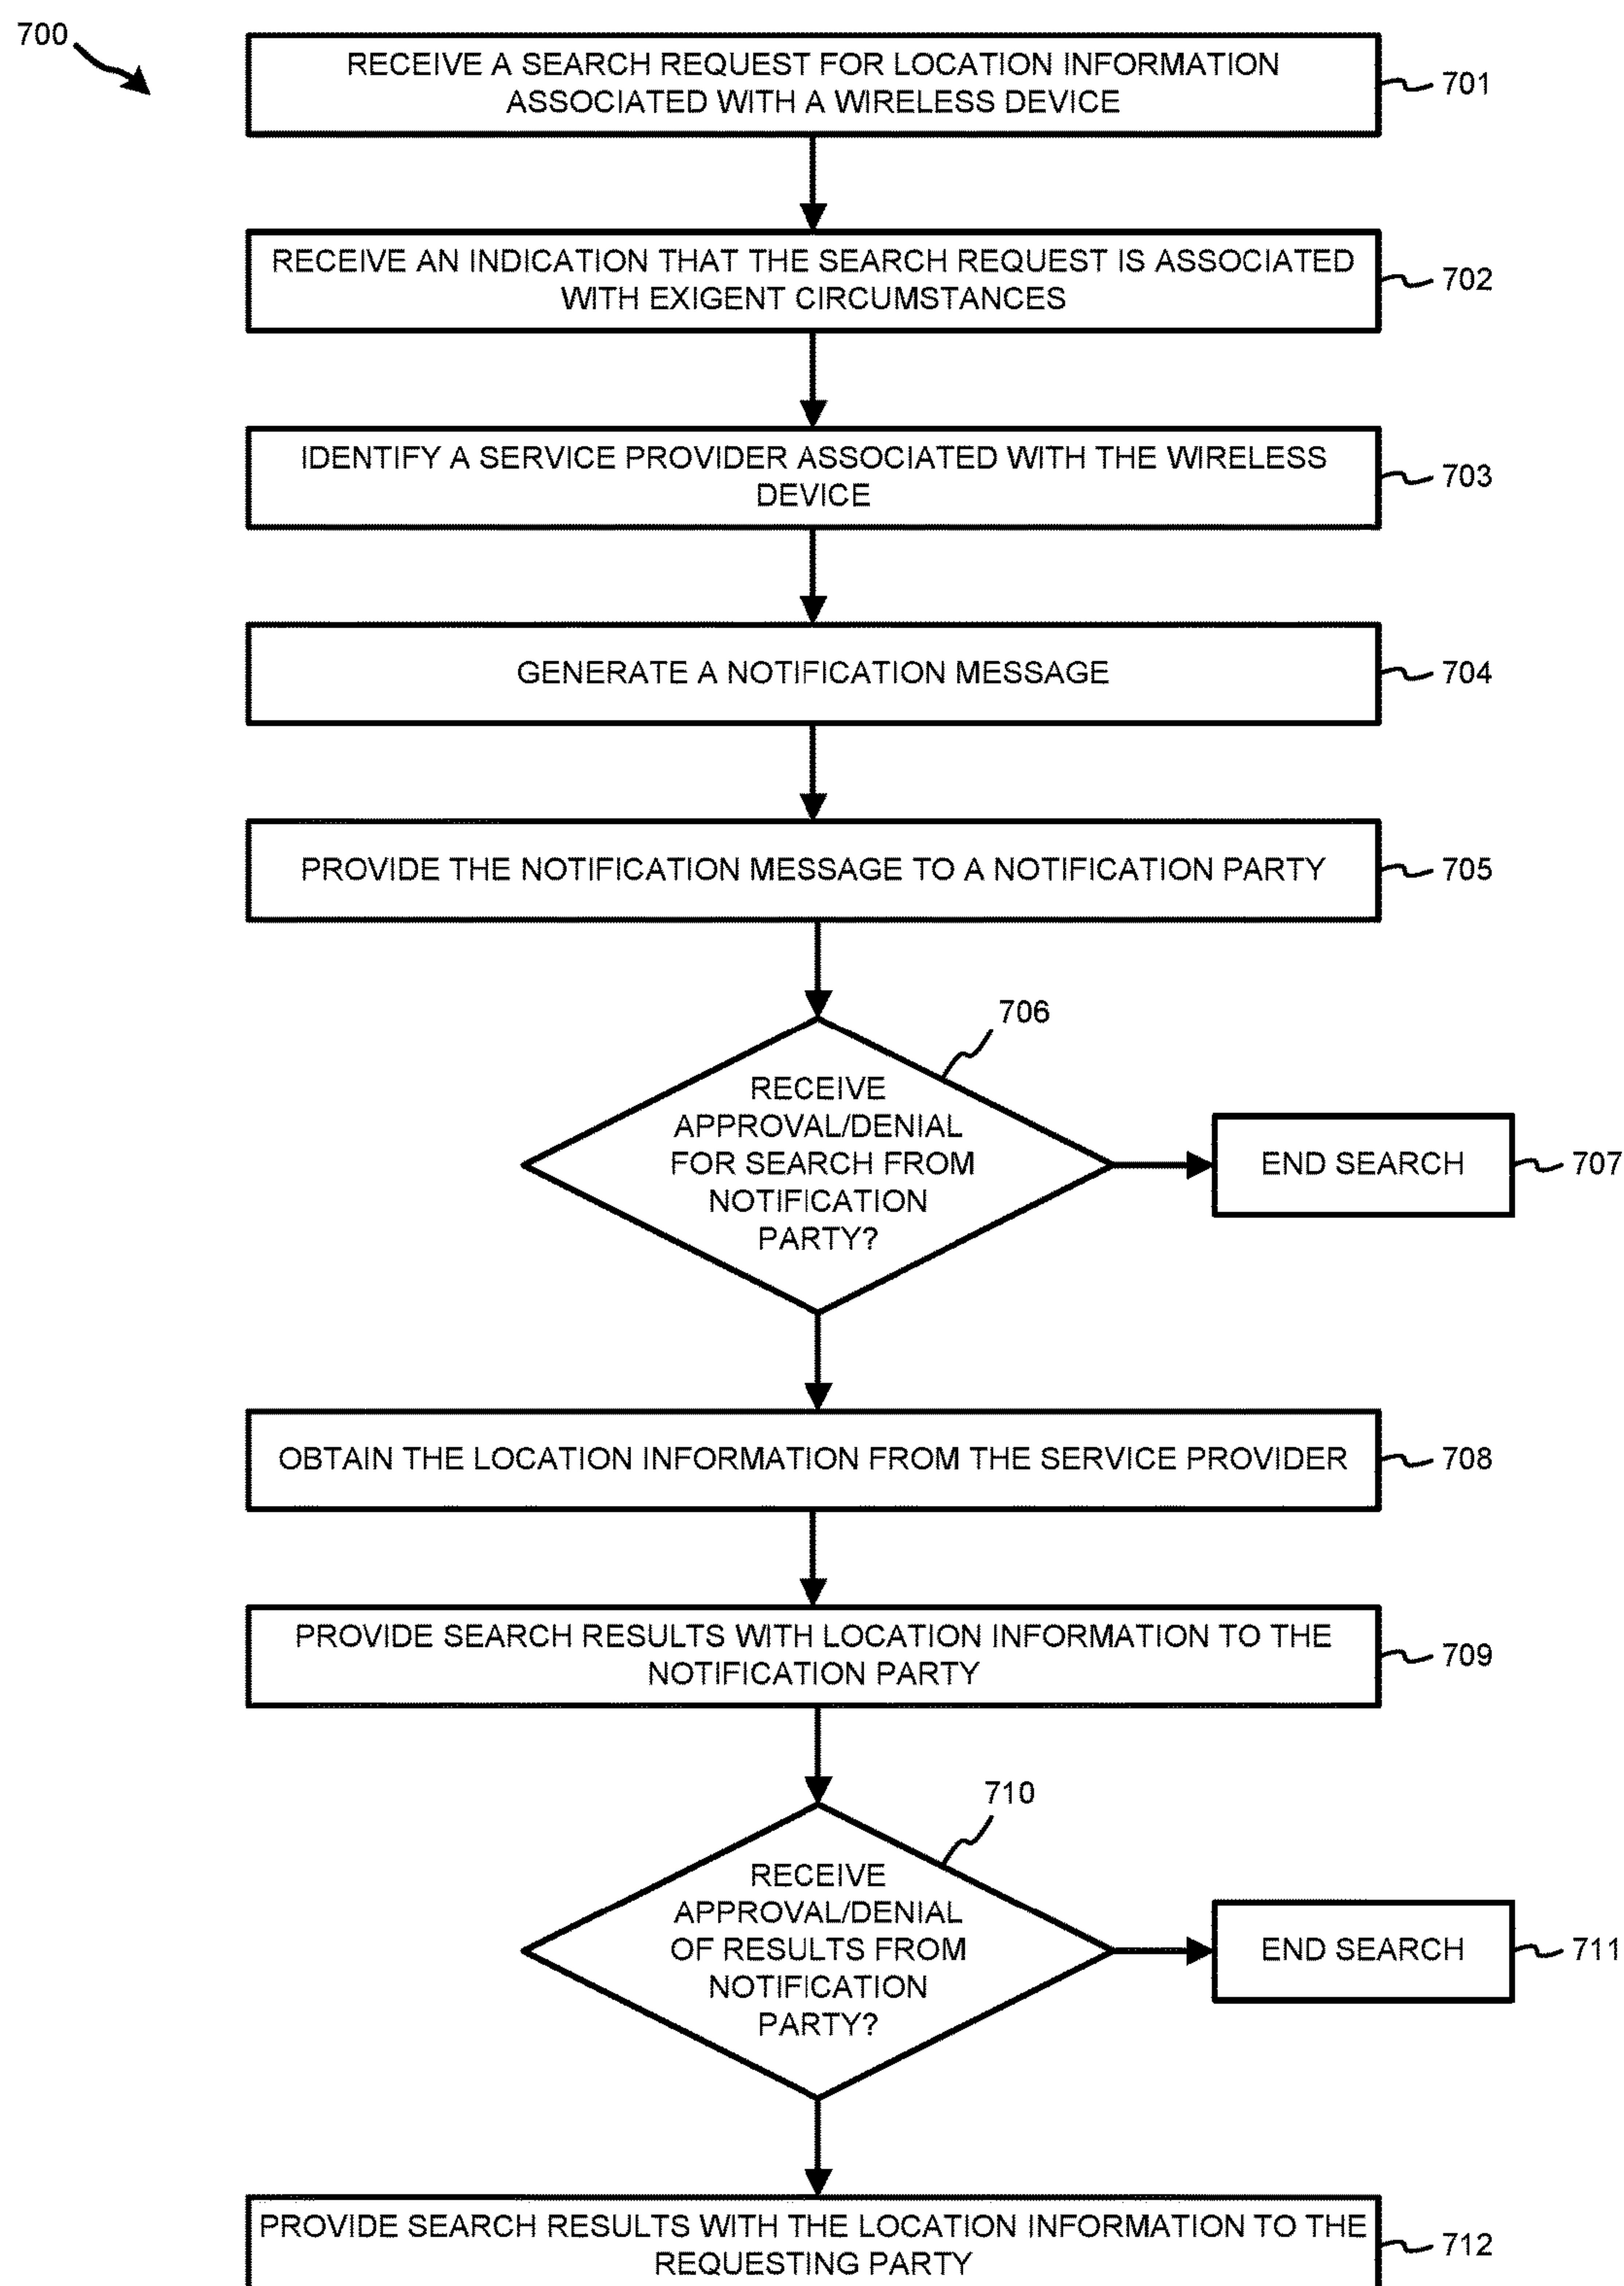 700
RECEIVE A SEARCH REQUEST FOR LOCATION INFORMATION
ASSOCIATED WITH A WIRELESS DEVICE
701
RECEIVE AN INDICATION THAT THE SEARCH REQUEST IS ASSOCIATED
WITH EXIGENT CIRCUMSTANCES
702
IDENTIFY A SERVICE PROVIDER ASSOCIATED WITH THE WIRELESS
DEVICE
703
GENERATE A NOTIFICATION MESSAGE
704
PROVIDE THE NOTIFICATION MESSAGE TO A NOTIFICATION PARTY
705
706
RECEIVE
APPROVAL/DENIAL
FOR SEARCH FROM
NOTIFICATION
PARTY?
END SEARCH
707
OBTAIN THE LOCATION INFORMATION FROM THE SERVICE PROVIDER
708
PROVIDE SEARCH RESULTS WITH LOCATION INFORMATION TO THE
NOTIFICATION PARTY
709
710
RECEIVE
APPROVAL/DENIAL
OF RESULTS FROM
NOTIFICATION
PARTY?
END SEARCH
711
PROVIDE SEARCH RESULTS WITH THE LOCATION INFORMATION TO THE
REQUESTING PARTY
712